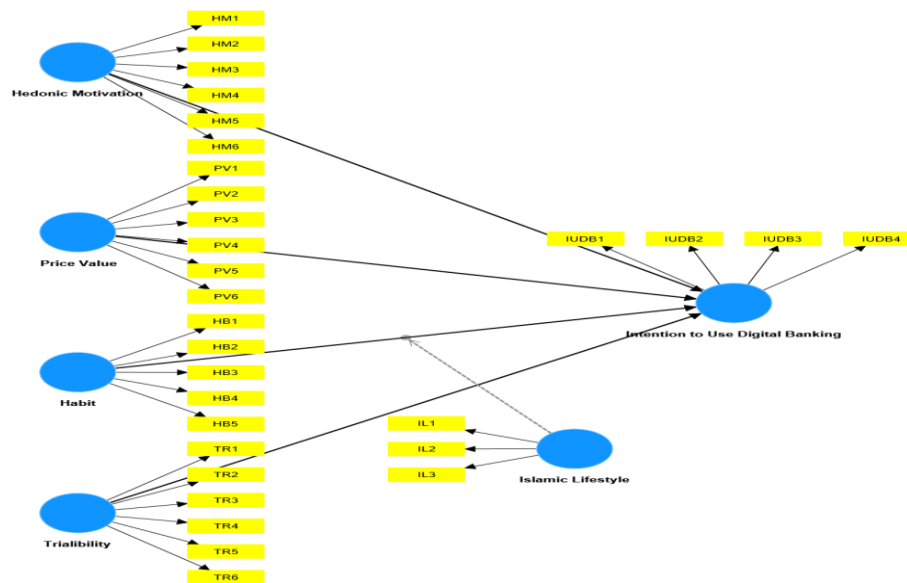 HM1
HM2
HM3
HM4
HM5
HM6
Hedonic Motivation
PV1
PV2
PV3
PV4
PV5
PV6
Price Value
HB1
HB2
HB3
HB4
HB5
Habit
TR1
TR2
TR3
TR4
TR5
TR6
Trialibility
IUDB1
IUDB2
IUDB3
IUDB4
Intention to Use Digital Banking
IL1
IL2
IL3
Islamic Lifestyle